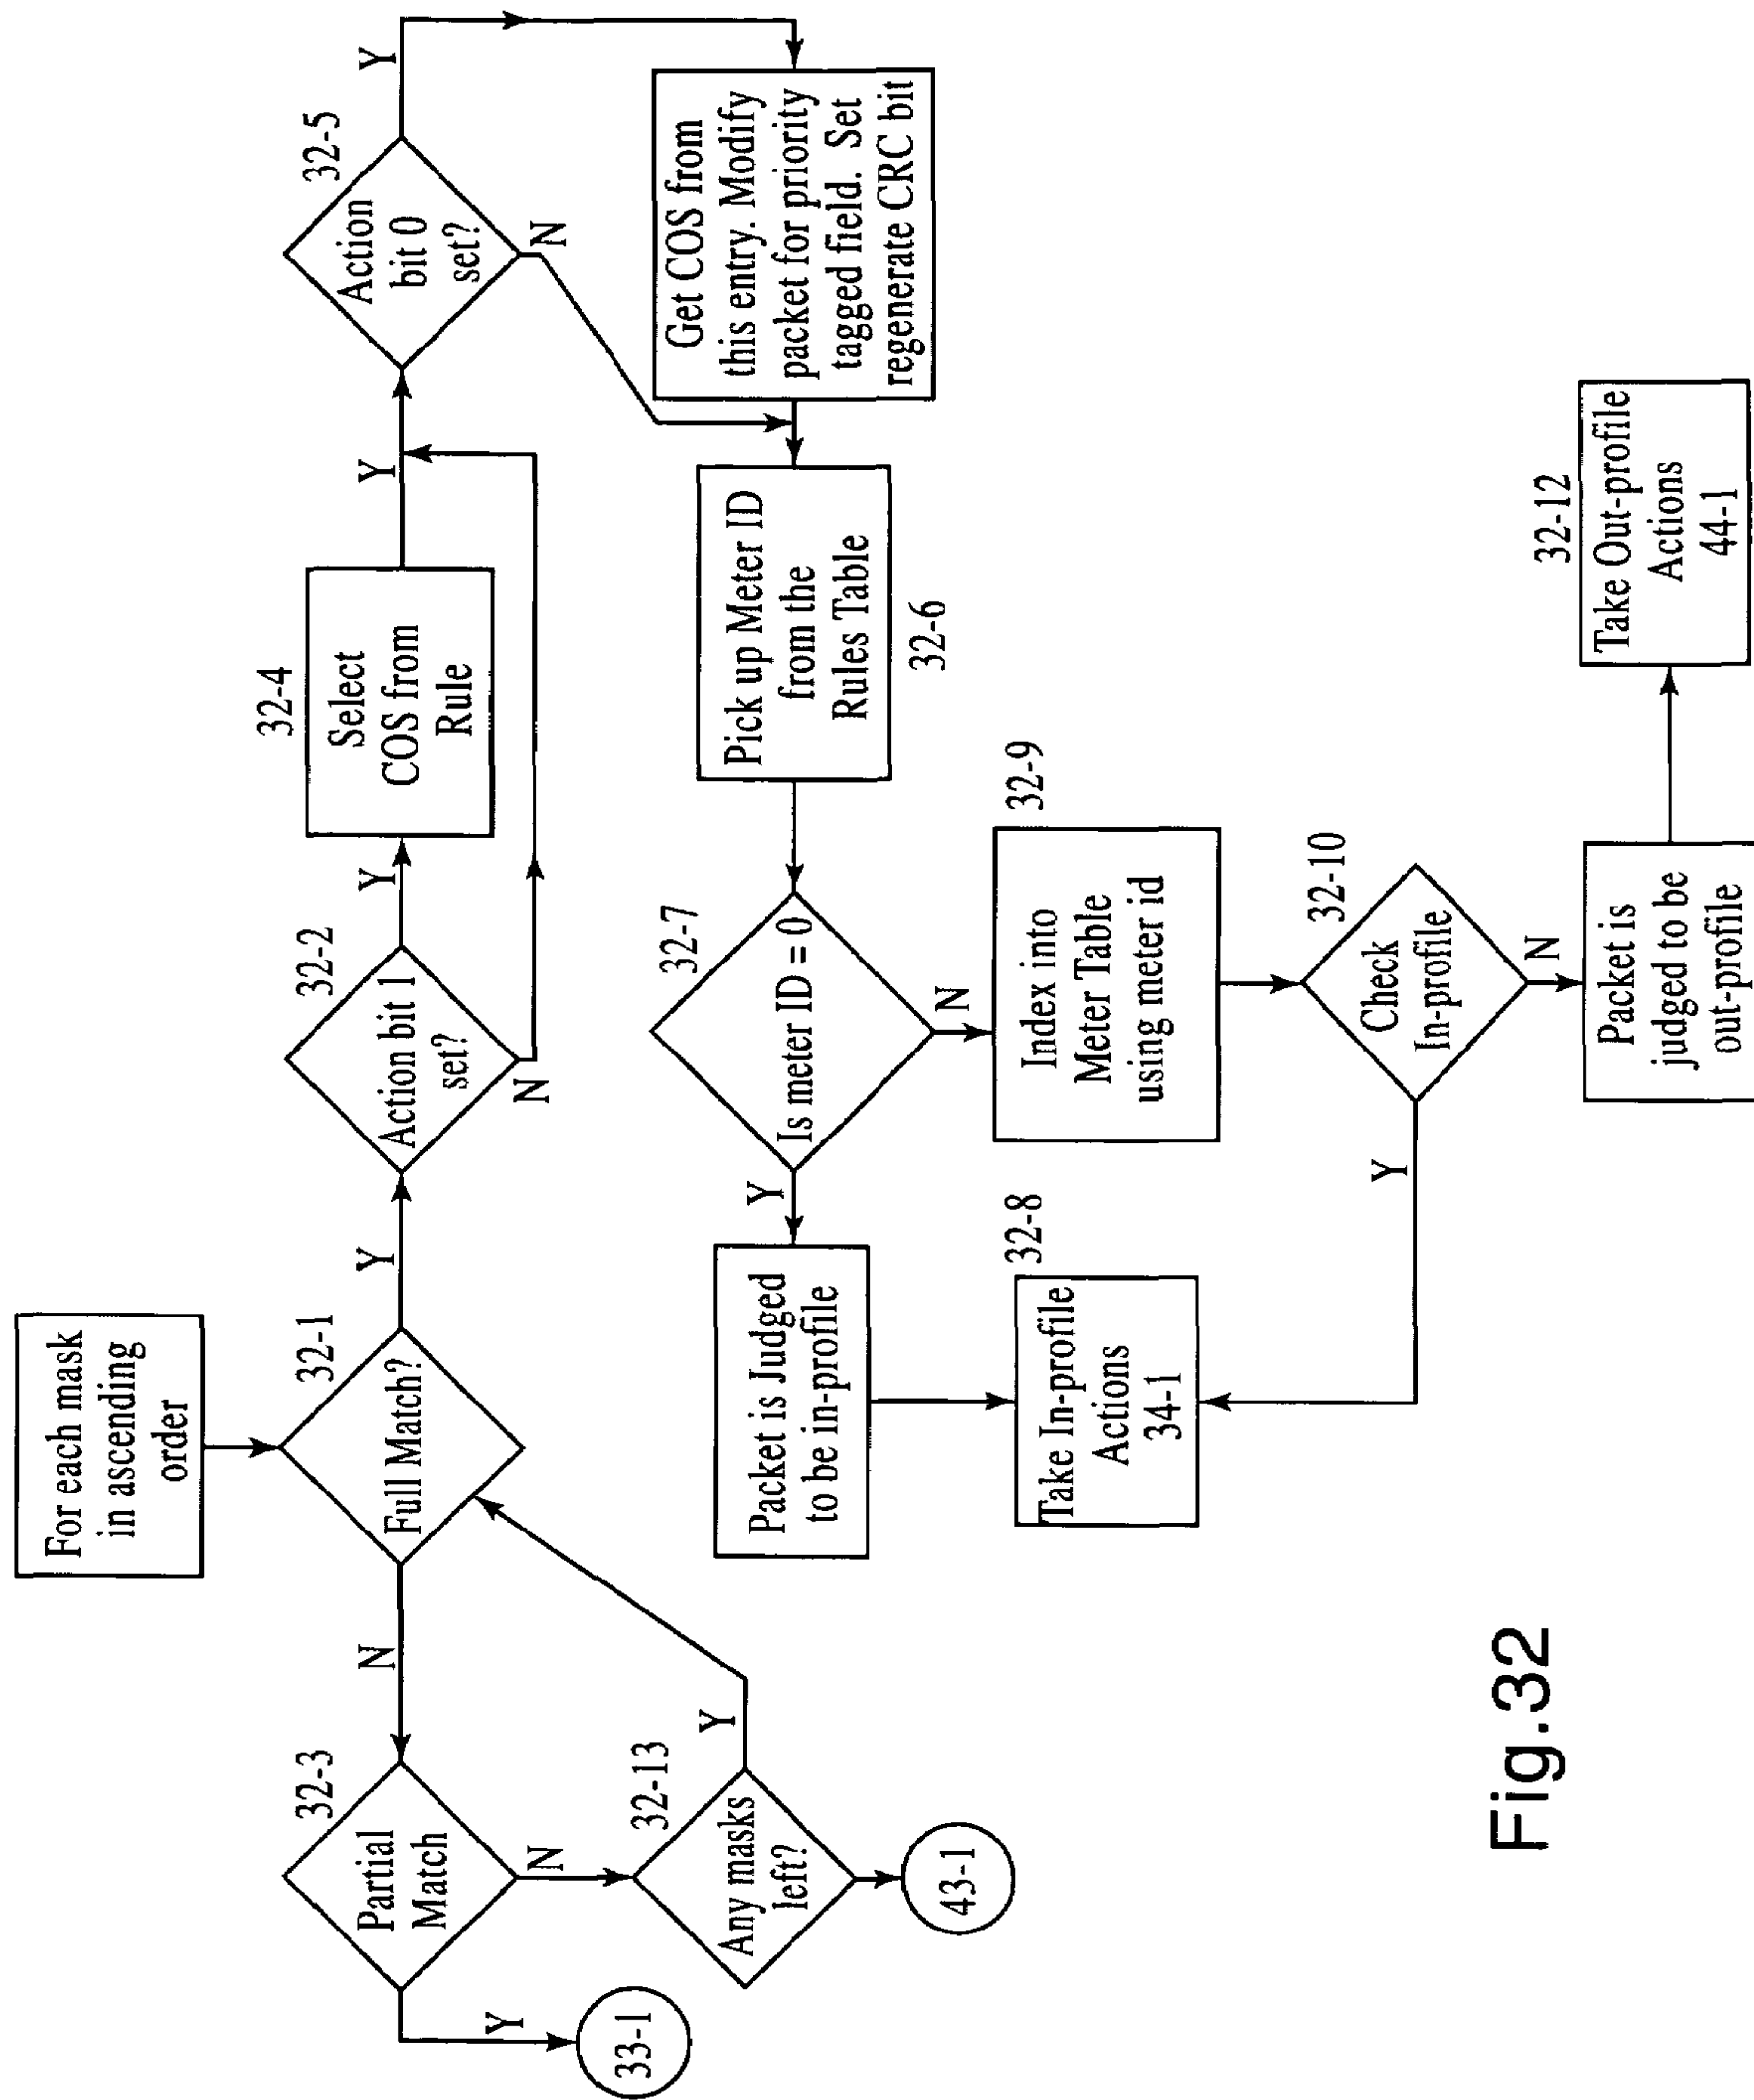 For each mask
in ascending
order
32-1
Full Match?
Y
N
32-2
Action bit 1
set?
Y
N
32-4
Select
COS from
Rule
Y
32-5
Action
bit 0
set?
Y
N
Get COS from
this entry. Modify
packet for priority
tagged field. Set
regenerate CRC bit
32-3
Partial
Match
Y
N
33-1
32-13
Any masks
left?
Y
43-1
Pick up Meter ID
from the
Rules Table
32-6
32-7
Is meter ID = 0
Y
N
Packet is Judged
to be in-profile
32-8
Take In-profile
Actions
34-1
32-9
Index into
Meter Table
using meter id
32-10
Check
In-profile
Y
N
Packet is
judged to be
out-profile
32-12
Take Out-profile
Actions
44-1
Fig.32